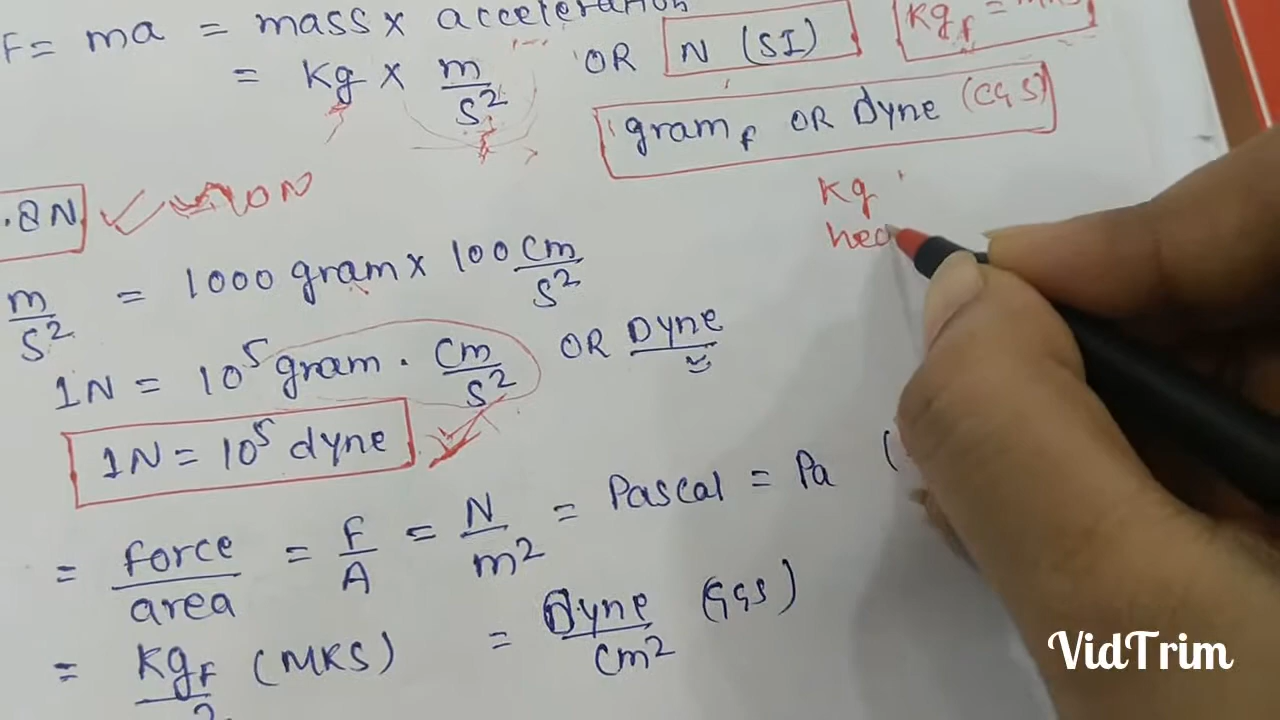 F = ma = mass x acceleration
= Kg x m/s²
OR N (SI)
Kgf = MKS
gramf OR Dyne (CGS)
.8N
10N
Kg
m/s² = 1000 gram x 100 cm/s²
1N = 10⁵ gram . cm/s² OR Dyne
1N = 10⁵ dyne
= force/area = F/A = N/m² = Pascal = Pa (
= Kgf (MKS) = Dyne/cm² (CGS)
VidTrim